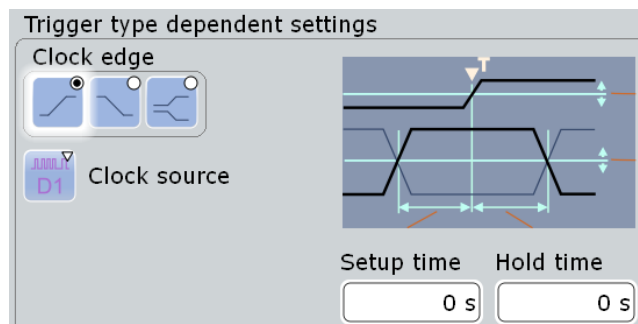 Trigger type dependent settings
Clock edge
T
D1
Clock source
Setup time
Hold time
0 s
0 s